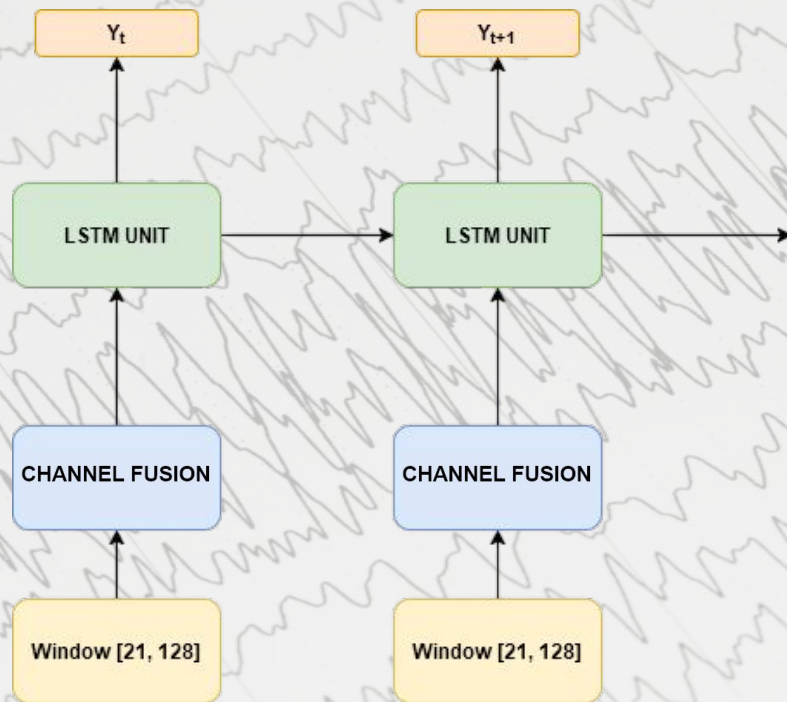 Yt
Yt+1
LSTM UNIT
LSTM UNIT
CHANNEL FUSION
CHANNEL FUSION
Window [21, 128]
Window [21, 128]